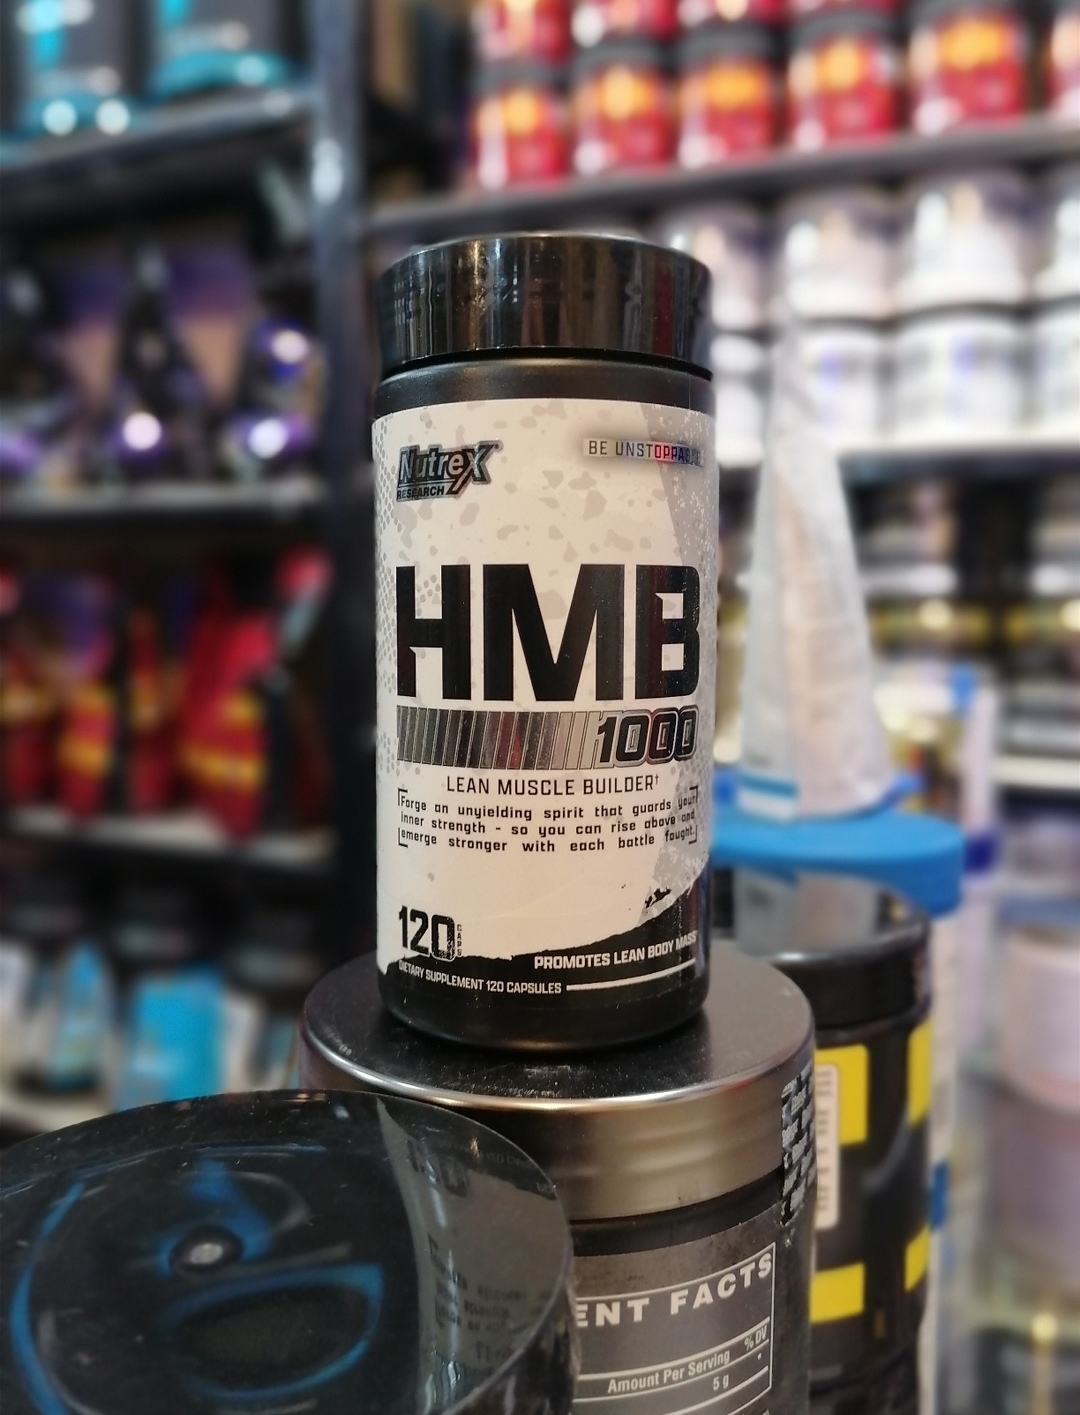 Nutrex
RESEARCH
BE UNSTOPPABLE
HMB
1000
LEAN MUSCLE BUILDER†
Forge an unyielding spirit that guards your
inner strength - so you can rise above and
emerge stronger with each battle fought.
120 CAPS
PROMOTES LEAN BODY MASS
DIETARY SUPPLEMENT 120 CAPSULES
ENT FACTS
% DV
Amount Per Serving *
5 g